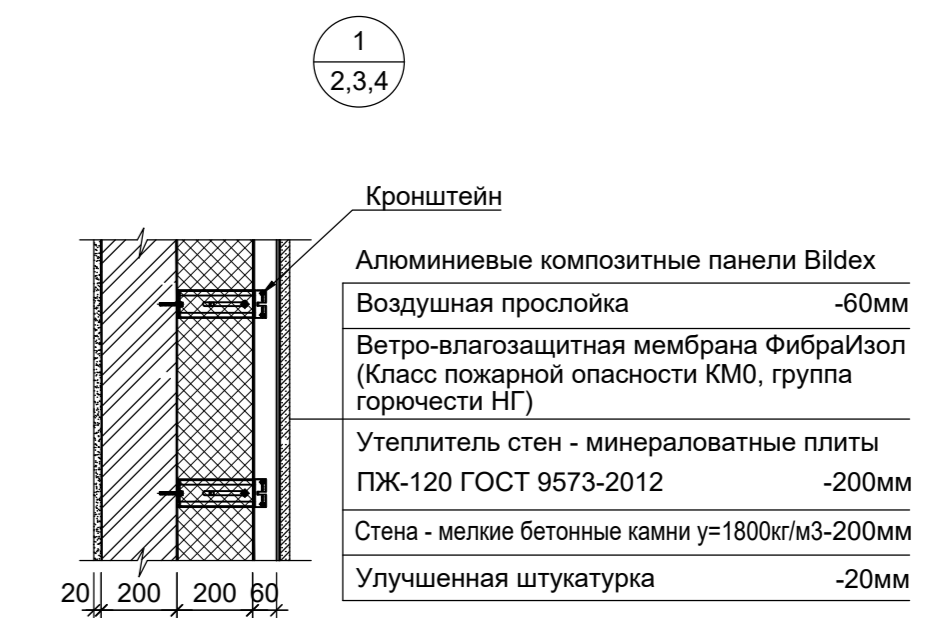 1
2,3,4
Кронштейн
Алюминиевые композитные панели Bildex
Воздушная прослойка -60мм
Ветро-влагозащитная мембрана ФибраИзол
(Класс пожарной опасности КМ0, группа
горючести НГ)
Утеплитель стен - минераловатные плиты
ПЖ-120 ГОСТ 9573-2012 -200мм
Стена - мелкие бетонные камни y=1800кг/м3-200мм
Улучшенная штукатурка -20мм
20 200 200 60